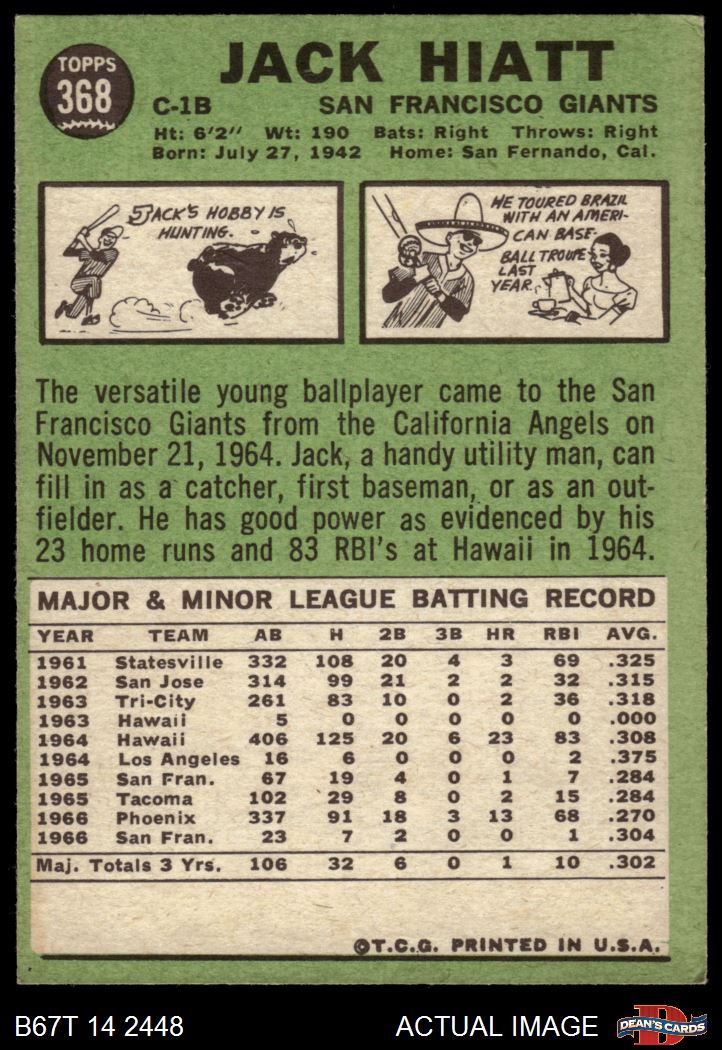 TOPPS
368
JACK HIATT
C-1B SAN FRANCISCO GIANTS
Ht: 6'2" Wt: 190 Bats: Right Throws: Right
Born: July 27, 1942 Home: San Fernando, Cal.
JACK'S HOBBY IS
HUNTING.
HE TOURED BRAZIL
WITH AN AMERI-
CAN BASE-
BALL TROUPE
LAST
YEAR.
The versatile young ballplayer came to the San
Francisco Giants from the California Angels on
November 21, 1964. Jack, a handy utility man, can
fill in as a catcher, first baseman, or as an out-
fielder. He has good power as evidenced by his
23 home runs and 83 RBI's at Hawaii in 1964.
MAJOR & MINOR LEAGUE BATTING RECORD
YEAR TEAM AB H 2B 3B HR RBI AVG.
1961 Statesville 332 108 20 4 3 69 .325
1962 San Jose 314 99 21 2 2 32 .315
1963 Tri-City 261 83 10 0 2 36 .318
1963 Hawaii 5 0 0 0 0 0 .000
1964 Hawaii 406 125 20 6 23 83 .308
1964 Los Angeles 16 6 0 0 0 2 .375
1965 San Fran. 67 19 4 0 1 7 .284
1965 Tacoma 102 29 8 0 2 15 .284
1966 Phoenix 337 91 18 3 13 68 .270
1966 San Fran. 23 7 2 0 0 1 .304
Maj. Totals 3 Yrs. 106 32 6 0 1 10 .302
©T.C.G. PRINTED IN U.S.A.
B67T 14 2448 ACTUAL IMAGE
D
DEAN'S CARDS